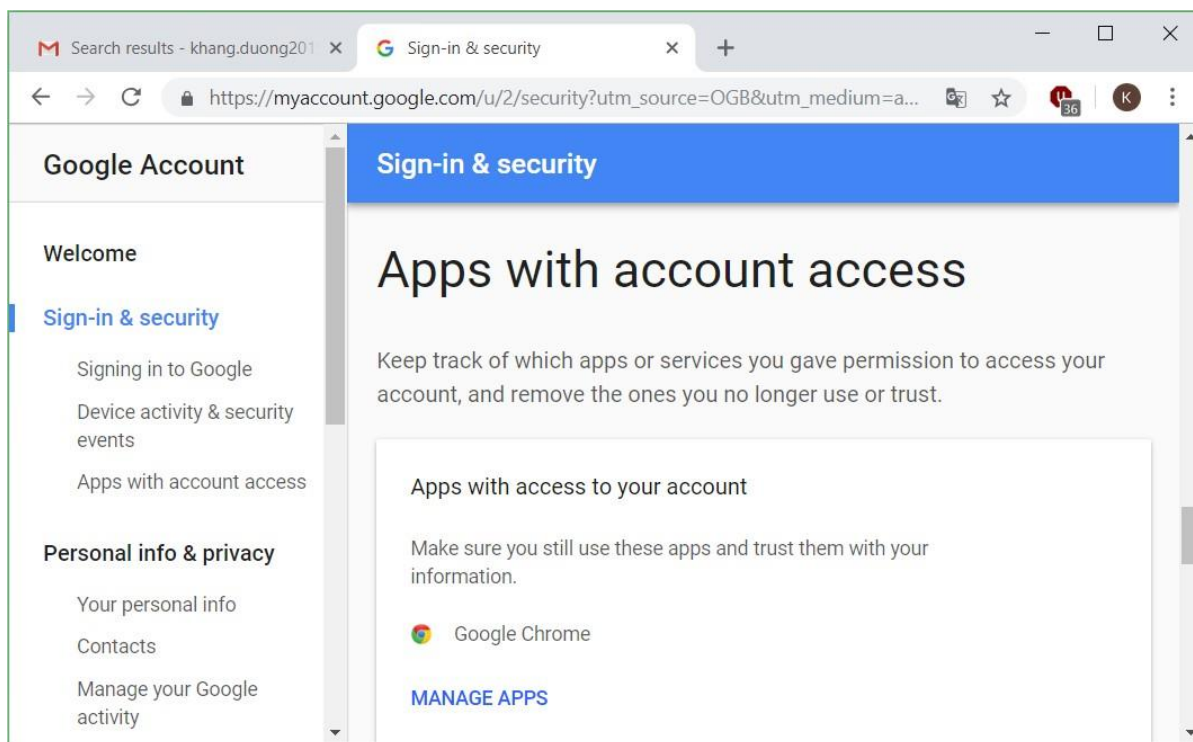 Search results - khang.duong201
Sign-in & security
https://myaccount.google.com/u/2/security?utm_source=OGB&utm_medium=a...
36
K
Google Account
Sign-in & security
Welcome
Sign-in & security
Signing in to Google
Device activity & security
events
Apps with account access
Personal info & privacy
Your personal info
Contacts
Manage your Google
activity
Apps with account access
Keep track of which apps or services you gave permission to access your
account, and remove the ones you no longer use or trust.
Apps with access to your account
Make sure you still use these apps and trust them with your
information.
Google Chrome
MANAGE APPS